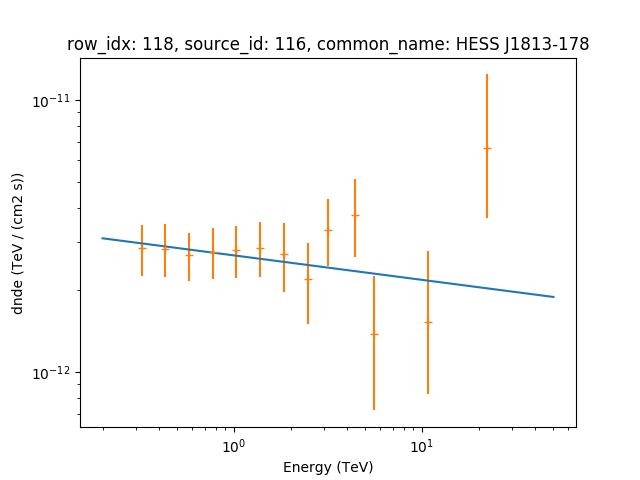 row_idx: 118, source_id: 116, common_name: HESS J1813-178
dnde (TeV / (cm2 s))
10⁻¹¹
10⁻¹²
10⁰
10¹
Energy (TeV)